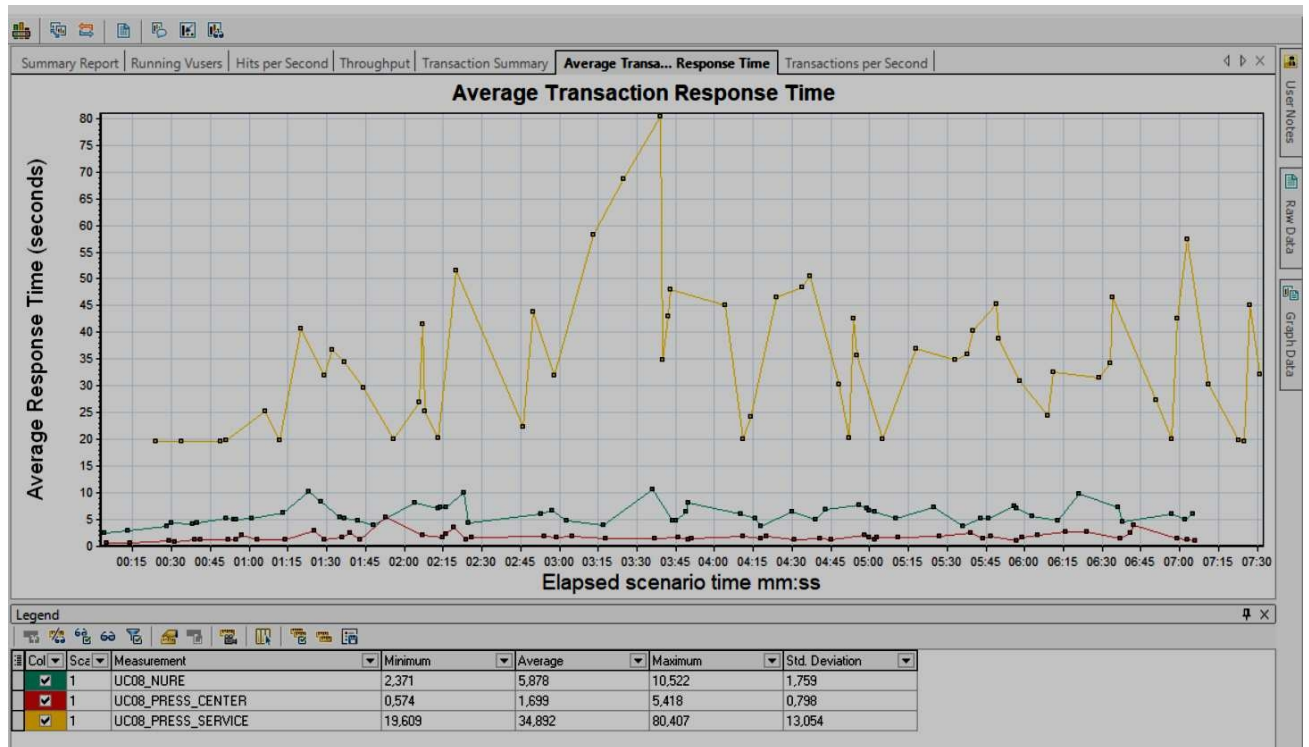 Summary Report Running Vusers Hits per Second Throughput Transaction Summary Average Transa... Response Time Transactions per Second
Average Transaction Response Time
Average Response Time (seconds)
80
75
70
65
60
55
50
45
40
35
30
25
20
15
10
5
0
00:15 00:30 00:45 01:00 01:15 01:30 01:45 02:00 02:15 02:30 02:45 03:00 03:15 03:30 03:45 04:00 04:15 04:30 04:45 05:00 05:15 05:30 05:45 06:00 06:15 06:30 06:45 07:00 07:15 07:30
Elapsed scenario time mm:ss
User Notes
Raw Data
Graph Data
Legend
Col Sca Measurement Minimum Average Maximum Std. Deviation
1 UC08_NURE 2,371 5,878 10,522 1,759
1 UC08_PRESS_CENTER 0,574 1,699 5,418 0,798
1 UC08_PRESS_SERVICE 19,609 34,892 80,407 13,054